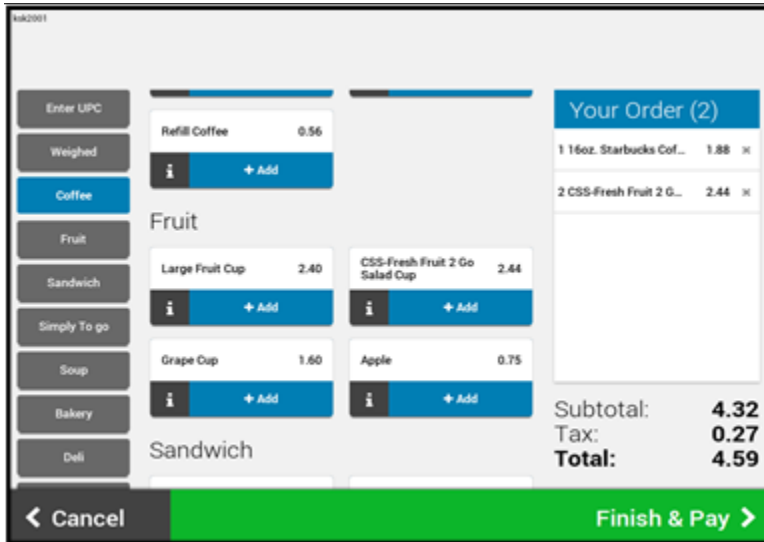 ksk2001
Enter UPC
Weighed
Coffee
Fruit
Sandwich
Simply To go
Soup
Bakery
Deli
Refill Coffee 0.56
i + Add
Fruit
Large Fruit Cup 2.40
i + Add
CSS-Fresh Fruit 2 Go
Salad Cup 2.44
i + Add
Grape Cup 1.60
i + Add
Apple 0.75
i + Add
Sandwich
Your Order (2)
1 16oz. Starbucks Cof... 1.88 ×
2 CSS-Fresh Fruit 2 G... 2.44 ×
Subtotal: 4.32
Tax: 0.27
Total: 4.59
Cancel
Finish & Pay